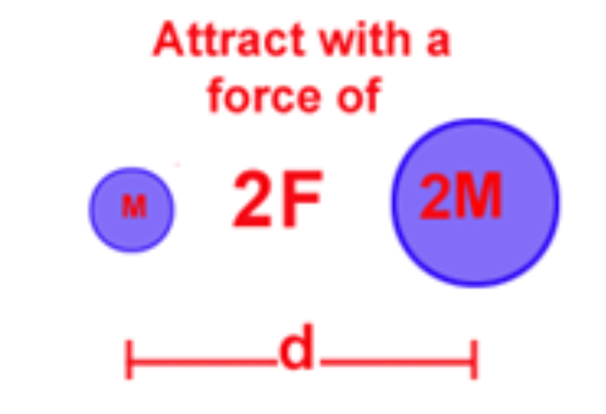 Attract with a
force of
M
2F
2M
d